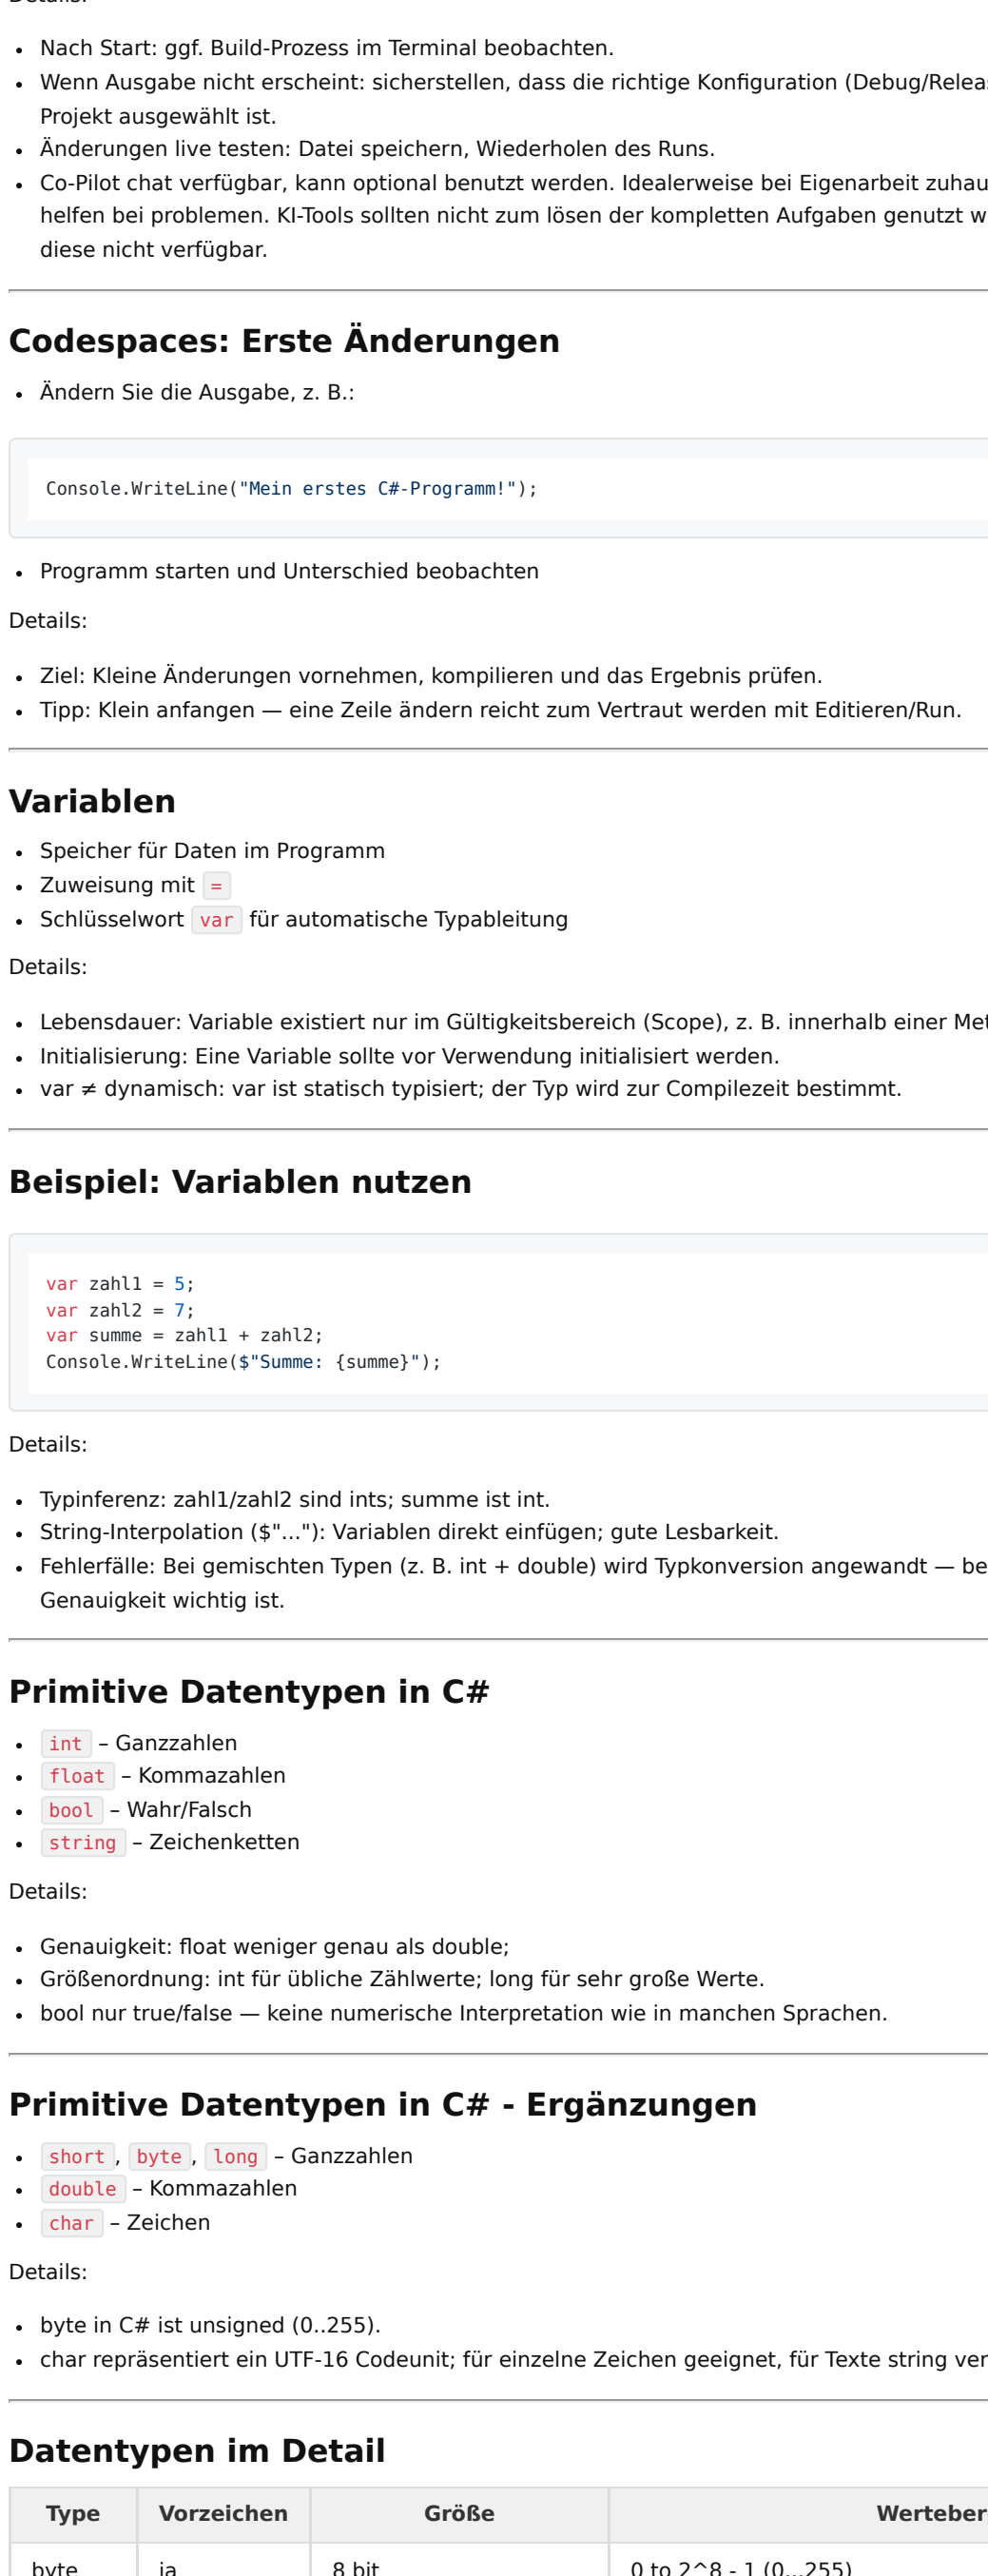 Details:
Nach Start: ggf. Build-Prozess im Terminal beobachten.
Wenn Ausgabe nicht erscheint: sicherstellen, dass die richtige Konfiguration (Debug/Relea
Projekt ausgewählt ist.
Änderungen live testen: Datei speichern, Wiederholen des Runs.
Co-Pilot chat verfügbar, kann optional benutzt werden. Idealerweise bei Eigenarbeit zuhau
helfen bei problemen. KI-Tools sollten nicht zum lösen der kompletten Aufgaben genutzt w
diese nicht verfügbar.
Codespaces: Erste Änderungen
Ändern Sie die Ausgabe, z. B.:
Console.WriteLine("Mein erstes C#-Programm!");
Programm starten und Unterschied beobachten
Details:
Ziel: Kleine Änderungen vornehmen, kompilieren und das Ergebnis prüfen.
Tipp: Klein anfangen — eine Zeile ändern reicht zum Vertraut werden mit Editieren/Run.
Variablen
Speicher für Daten im Programm
Zuweisung mit =
Schlüsselwort var für automatische Typableitung
Details:
Lebensdauer: Variable existiert nur im Gültigkeitsbereich (Scope), z. B. innerhalb einer Met
Initialisierung: Eine Variable sollte vor Verwendung initialisiert werden.
var ≠ dynamisch: var ist statisch typisiert; der Typ wird zur Compilezeit bestimmt.
Beispiel: Variablen nutzen
var zahl1 = 5;
var zahl2 = 7;
var summe = zahl1 + zahl2;
Console.WriteLine($"Summe: {summe}");
Details:
Typinferenz: zahl1/zahl2 sind ints; summe ist int.
String-Interpolation ($"..."): Variablen direkt einfügen; gute Lesbarkeit.
Fehlerfälle: Bei gemischten Typen (z. B. int + double) wird Typkonversion angewandt — be
Genauigkeit wichtig ist.
Primitive Datentypen in C#
int – Ganzzahlen
float – Kommazahlen
bool – Wahr/Falsch
string – Zeichenketten
Details:
Genauigkeit: float weniger genau als double;
Größenordnung: int für übliche Zählwerte; long für sehr große Werte.
bool nur true/false — keine numerische Interpretation wie in manchen Sprachen.
Primitive Datentypen in C# - Ergänzungen
short, byte, long – Ganzzahlen
double – Kommazahlen
char – Zeichen
Details:
byte in C# ist unsigned (0..255).
char repräsentiert ein UTF-16 Codeunit; für einzelne Zeichen geeignet, für Texte string ver
Datentypen im Detail
Type Vorzeichen Größe Werteber
byte ja 8 bit 0 to 2^8 - 1 (0...255)